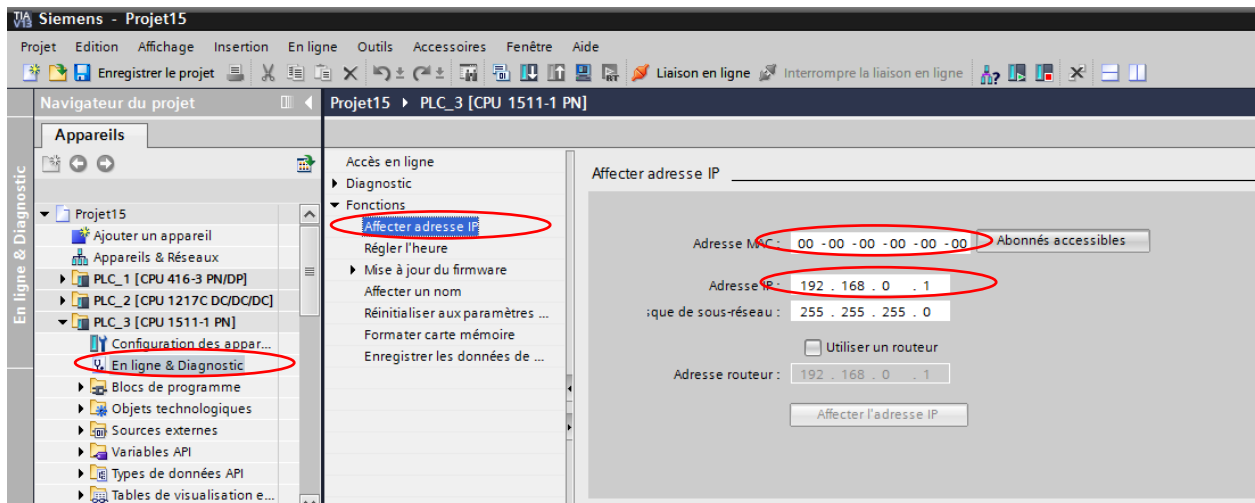 TIA V13 Siemens - Projet15
Projet Edition Affichage Insertion En ligne Outils Accessoires Fenêtre Aide
Enregistrer le projet Liaison en ligne Interrompre la liaison en ligne
Navigateur du projet
Projet15 PLC_3 [CPU 1511-1 PN]
Appareils
En ligne & Diagnostic
Projet15
Ajouter un appareil
Appareils & Réseaux
PLC_1 [CPU 416-3 PN/DP]
PLC_2 [CPU 1217C DC/DC/DC]
PLC_3 [CPU 1511-1 PN]
Configuration des appar...
En ligne & Diagnostic
Blocs de programme
Objets technologiques
Sources externes
Variables API
Types de données API
Tables de visualisation e...
Accès en ligne
Diagnostic
Fonctions
Affecter adresse IP
Régler l'heure
Mise à jour du firmware
Affecter un nom
Réinitialiser aux paramètres ...
Formater carte mémoire
Enregistrer les données de ...
Affecter adresse IP
Adresse MAC : 00 -00 -00 -00 -00 -00 Abonnés accessibles
Adresse IP : 192 . 168 . 0 . 1
que de sous-réseau : 255 . 255 . 255 . 0
Utiliser un routeur
Adresse routeur : 192 . 168 . 0 . 1
Affecter l'adresse IP